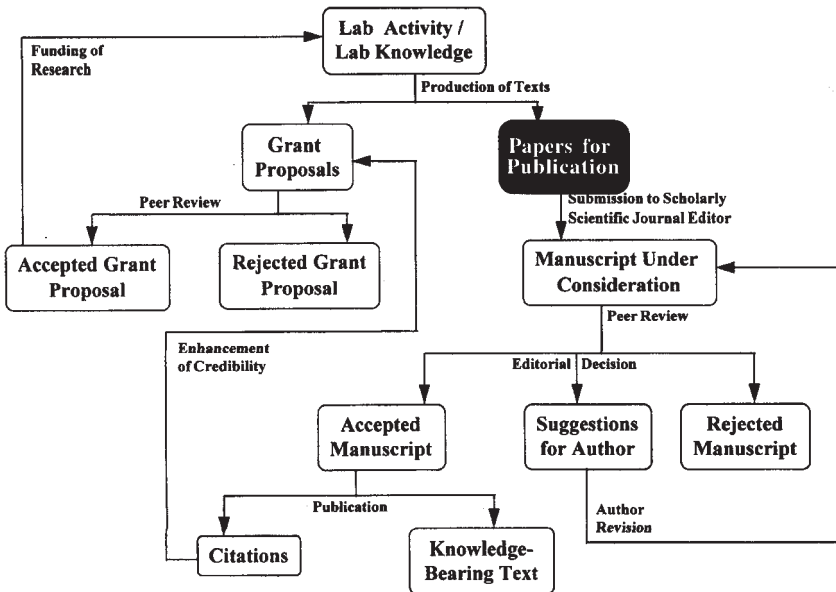 Lab Activity /
Lab Knowledge
Funding of
Research
Production of Texts
Grant
Proposals
Papers for
Publication
Peer Review
Submission to Scholarly
Scientific Journal Editor
Accepted Grant
Proposal
Rejected Grant
Proposal
Manuscript Under
Consideration
Peer Review
Enhancement
of Credibility
Editorial Decision
Accepted
Manuscript
Suggestions
for Author
Rejected
Manuscript
Publication
Author
Revision
Citations
Knowledge-
Bearing Text